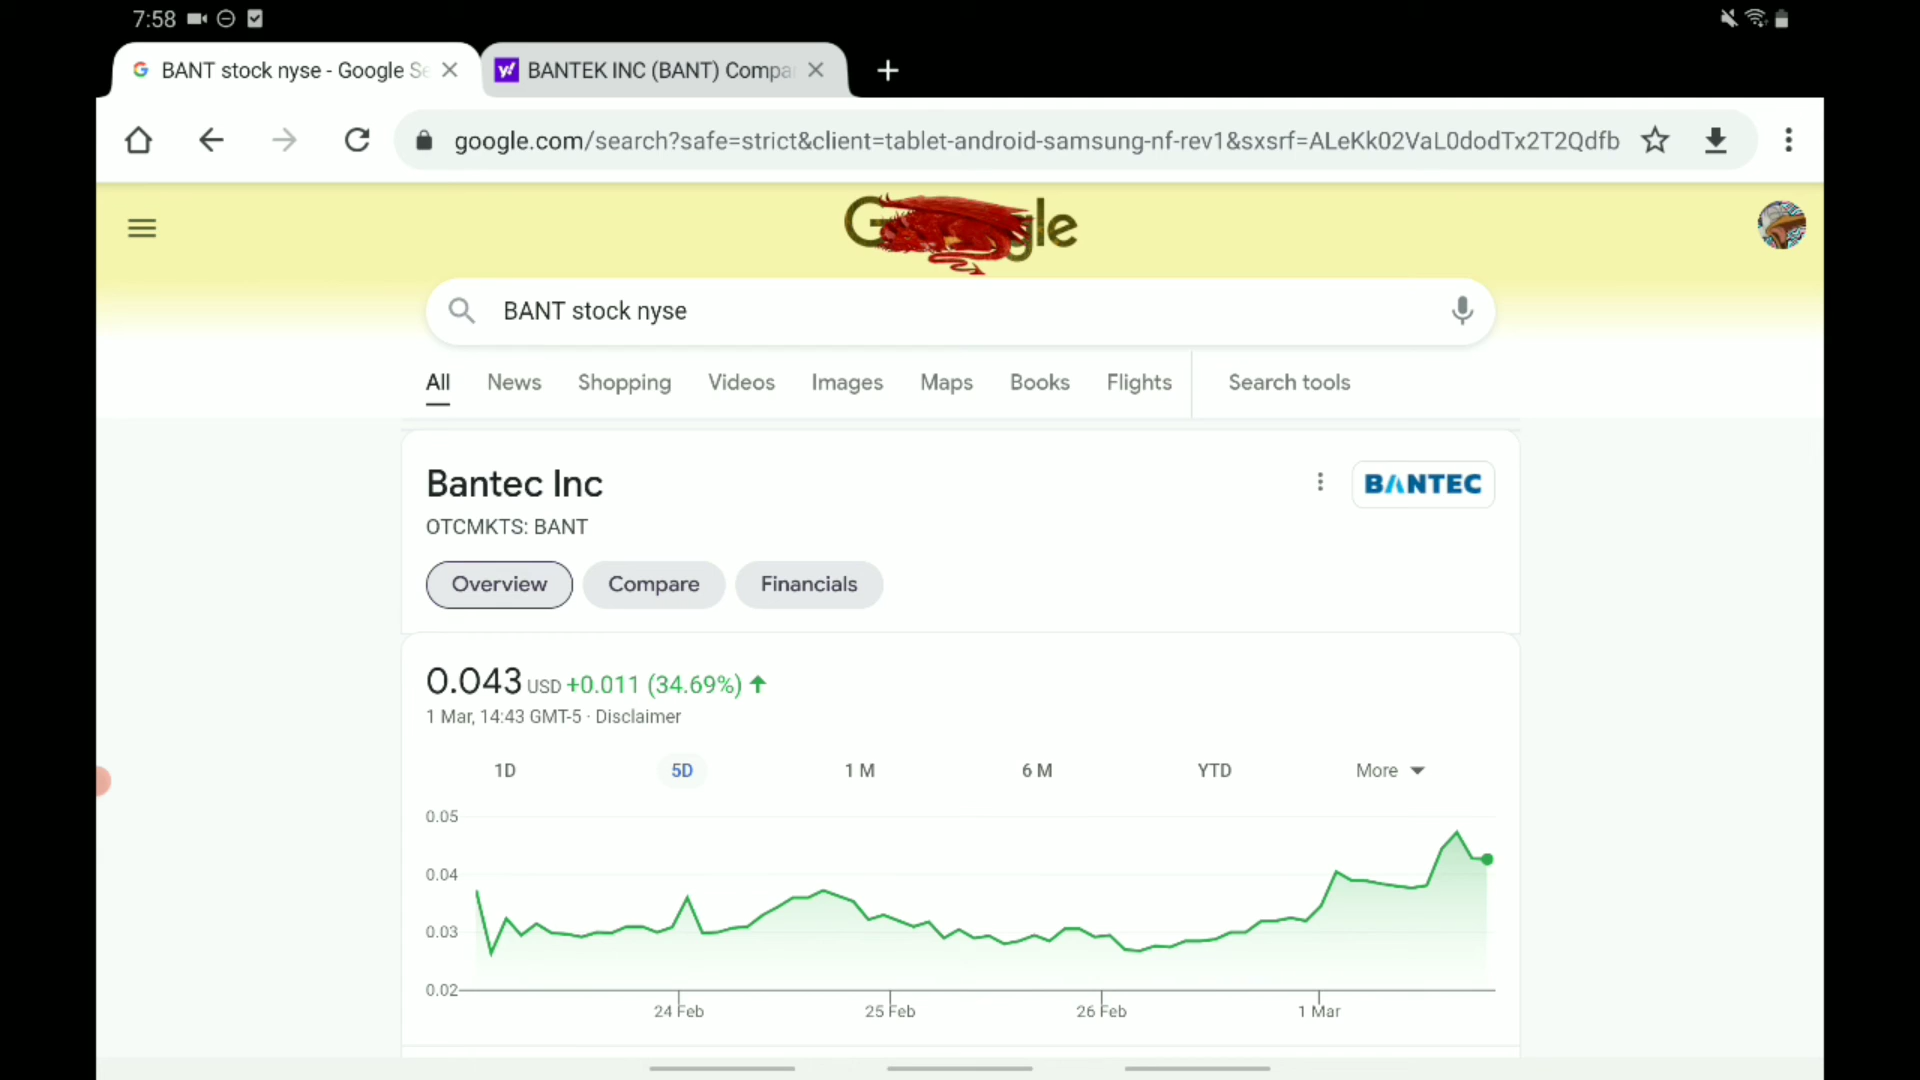 7:58
BANT stock nyse - Google Se
BANTEK INC (BANT) Compa
google.com/search?safe=strict&client=tablet-android-samsung-nf-rev1&sxsrf=ALeKk02VaL0dodTx2T2Qdfb
G gle
BANT stock nyse
All News Shopping Videos Images Maps Books Flights Search tools
Bantec Inc
BANTEC
OTCMKTS: BANT
Overview Compare Financials
0.043 USD +0.011 (34.69%)
1 Mar, 14:43 GMT-5 · Disclaimer
1D 5D 1 M 6 M YTD More
0.05
0.04
0.03
0.02
24 Feb 25 Feb 26 Feb 1 Mar